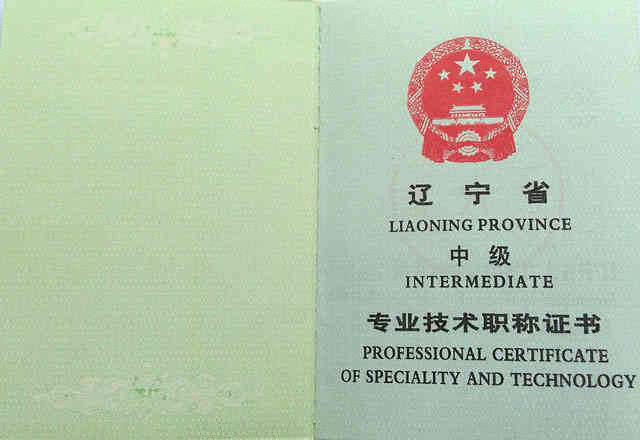 辽宁省
LIAONING PROVINCE
中级
INTERMEDIATE
专业技术职称证书
PROFESSIONAL CERTIFICATE
OF SPECIALITY AND TECHNOLOGY